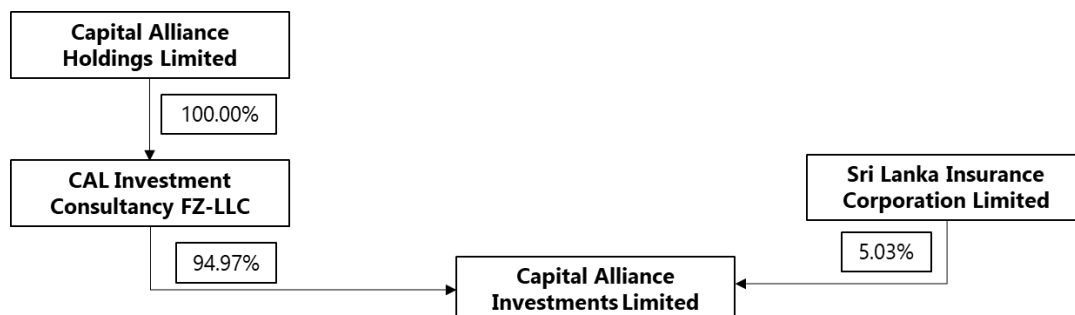 Capital Alliance
Holdings Limited
100.00%
CAL Investment
Consultancy FZ-LLC
Sri Lanka Insurance
Corporation Limited
94.97%
5.03%
Capital Alliance
Investments Limited